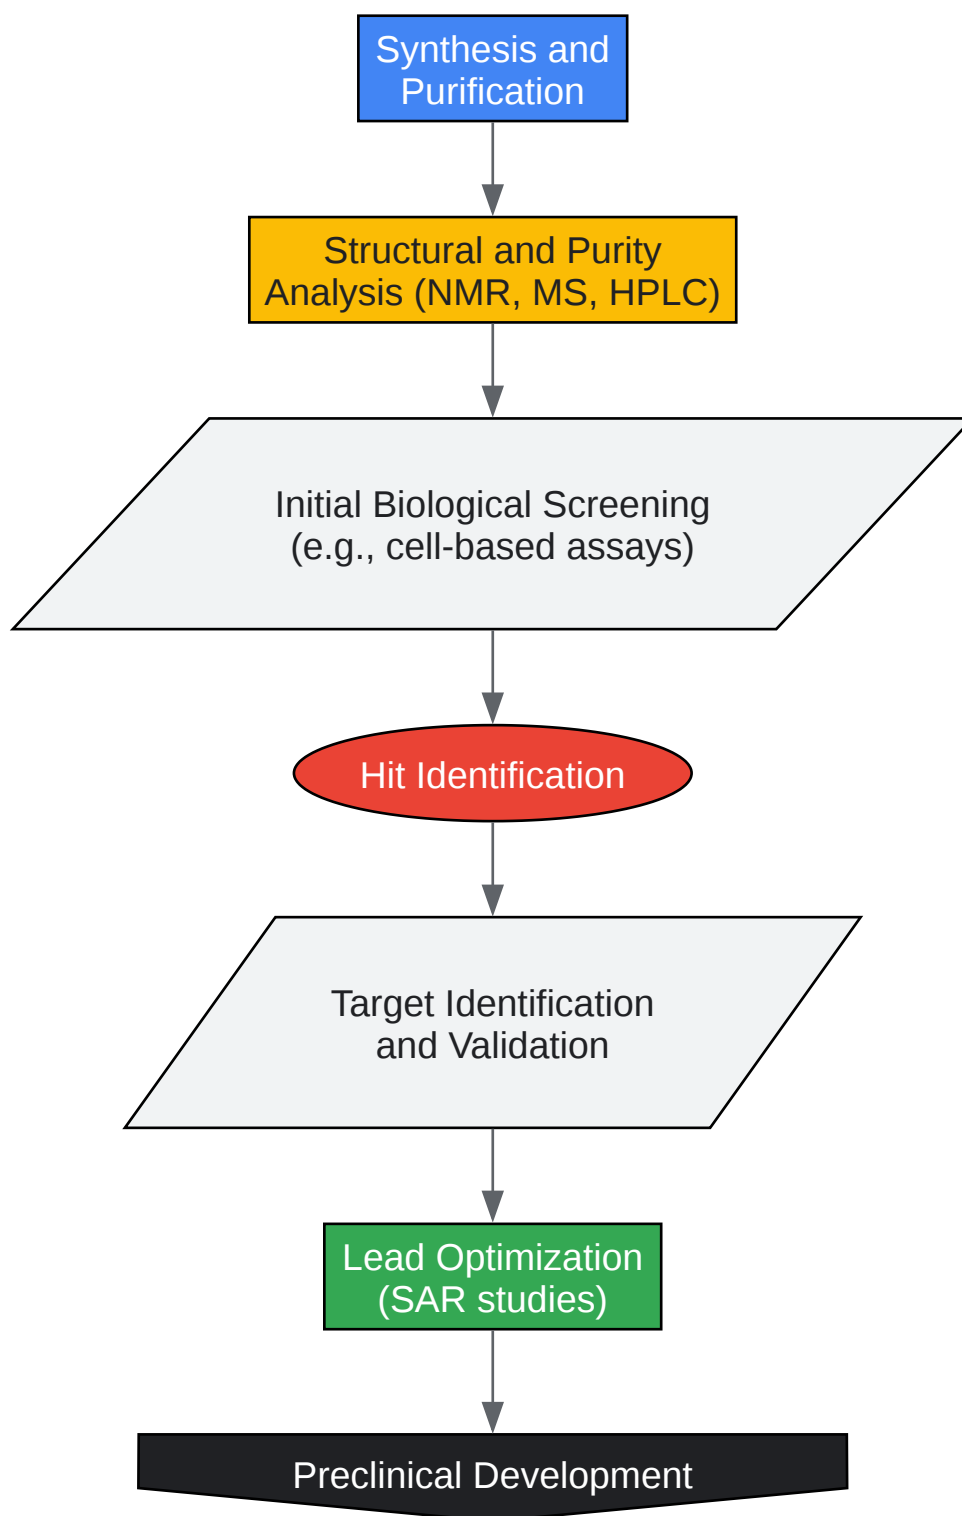 Synthesis and
Purification
Structural and Purity
Analysis (NMR, MS, HPLC)
Initial Biological Screening
(e.g., cell-based assays)
Hit Identification
Target Identification
and Validation
Lead Optimization
(SAR studies)
Preclinical Development